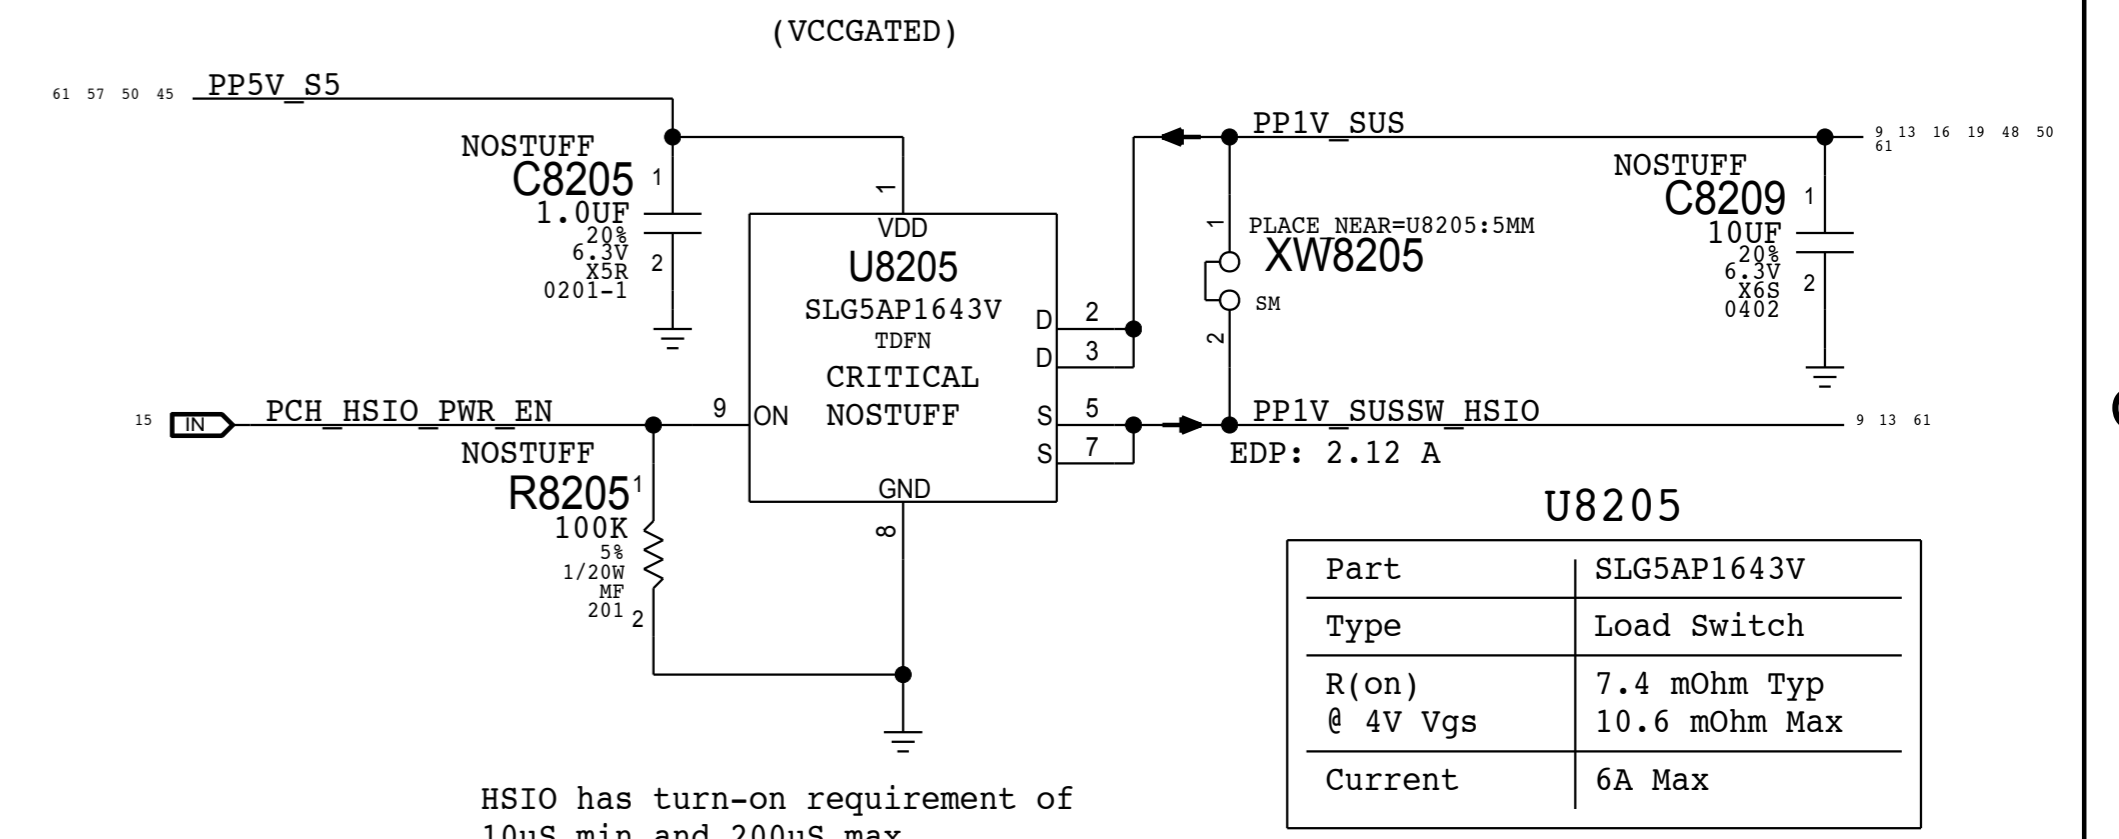 (VCCGATED)
61 57 50 45 PP5V_S5
NOSTUFF
C8205 1
1.0UF
20%
6.3V 2
X5R
0201-1
1
VDD
U8205
SLG5AP1643V
TDFN
CRITICAL
NOSTUFF
D 2
D 3
S 5
S 7
9 ON
GND
8
PP1V_SUS
9 13 16 19 48 50
61
1
PLACE_NEAR=U8205:5MM
XW8205
SM
2
NOSTUFF
C8209 1
10UF
20%
6.3V
X6S 2
0402
15 IN PCH_HSIO_PWR_EN
NOSTUFF
R8205 1
100K
5%
1/20W
MF
201 2
PP1V_SUSSW_HSIO 9 13 61
EDP: 2.12 A
U8205
Part SLG5AP1643V
Type Load Switch
R(on) 7.4 mOhm Typ
@ 4V Vgs 10.6 mOhm Max
Current 6A Max
HSIO has turn-on requirement of
10uS min and 200uS max